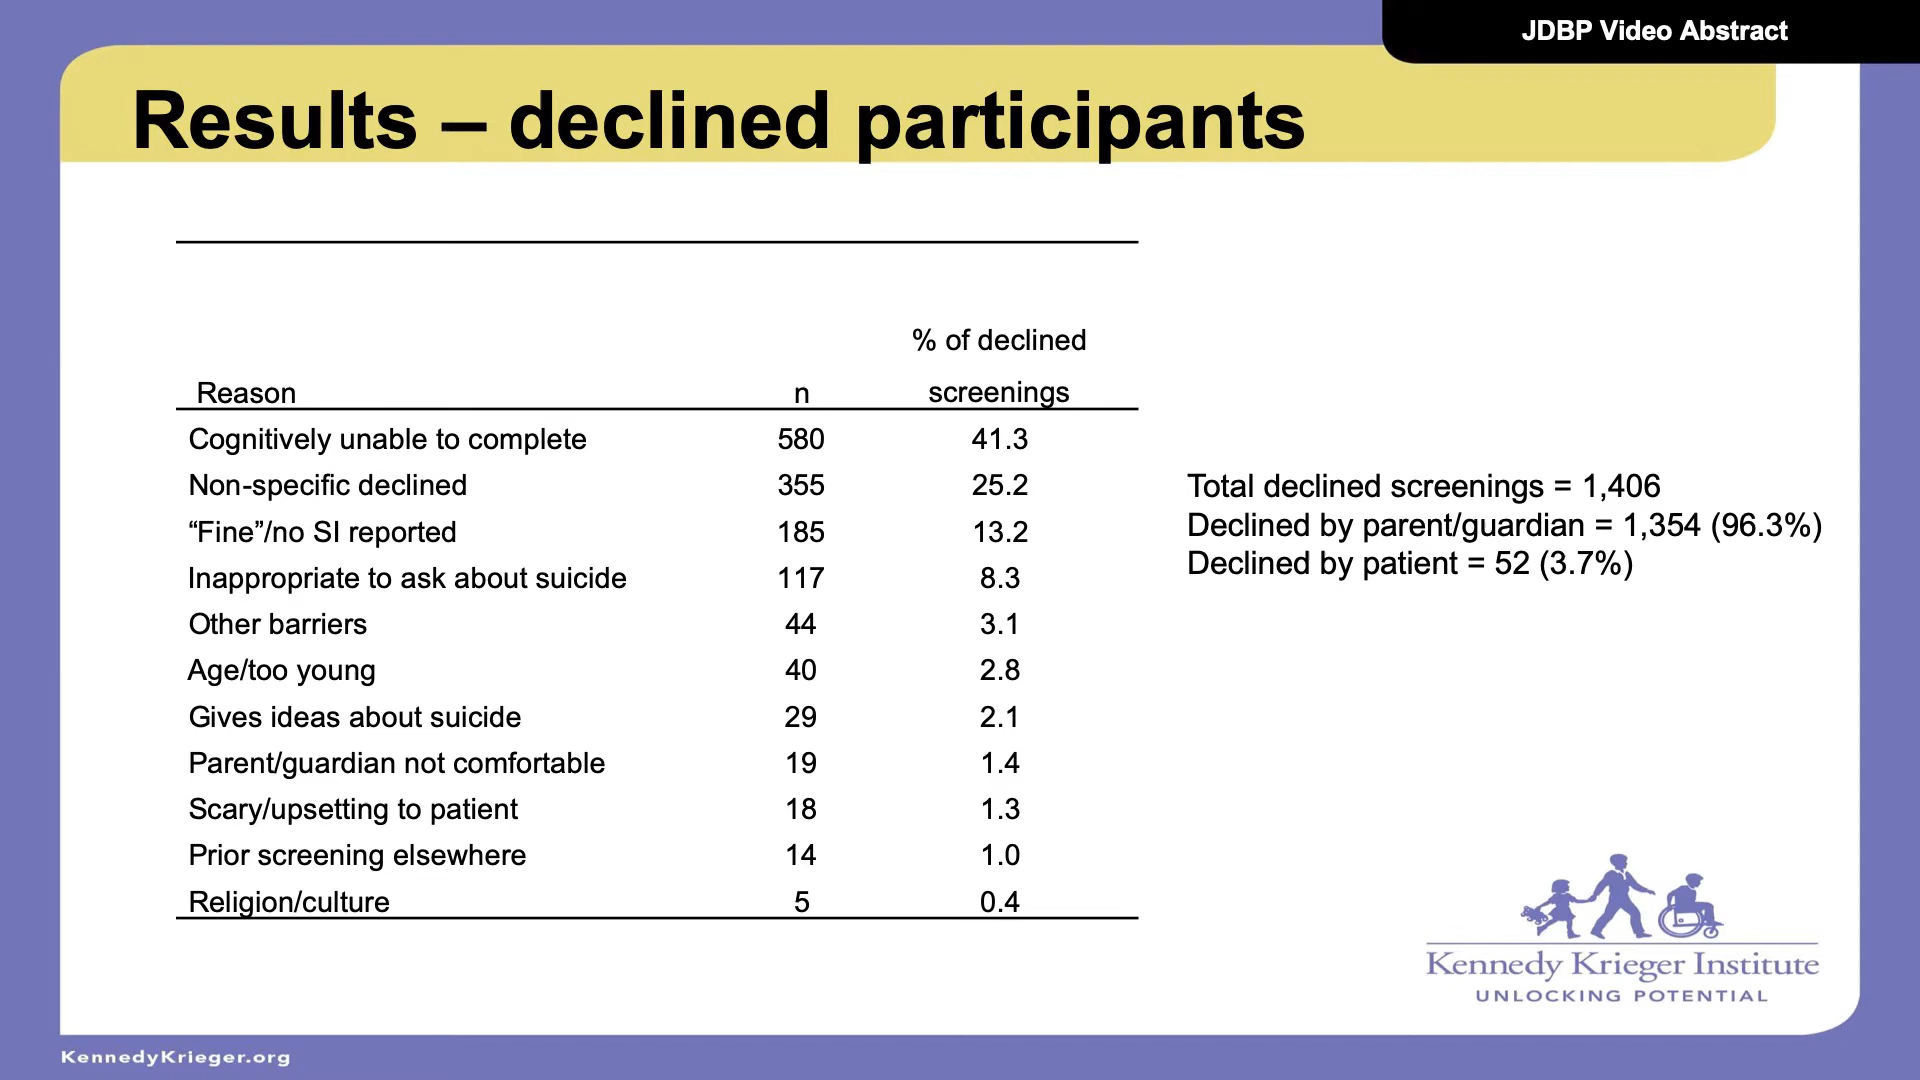 JDBP Video Abstract
Results – declined participants
% of declined
Reason n screenings
Cognitively unable to complete 580 41.3
Non-specific declined 355 25.2
“Fine”/no SI reported 185 13.2
Inappropriate to ask about suicide 117 8.3
Other barriers 44 3.1
Age/too young 40 2.8
Gives ideas about suicide 29 2.1
Parent/guardian not comfortable 19 1.4
Scary/upsetting to patient 18 1.3
Prior screening elsewhere 14 1.0
Religion/culture 5 0.4
Total declined screenings = 1,406
Declined by parent/guardian = 1,354 (96.3%)
Declined by patient = 52 (3.7%)
Kennedy Krieger Institute
UNLOCKING POTENTIAL
KennedyKrieger.org